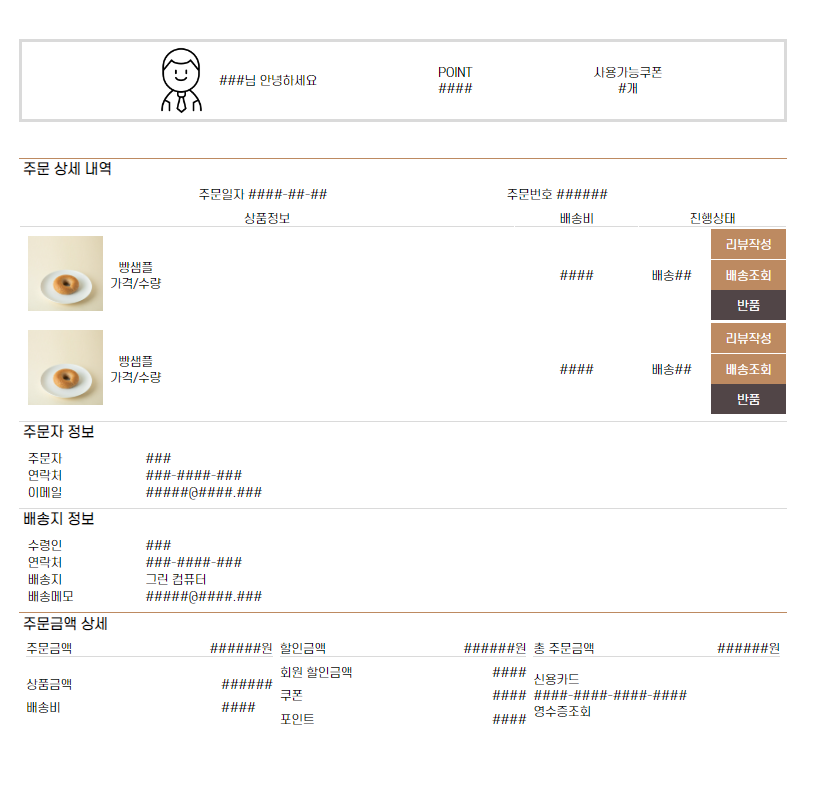 ###님 안녕하세요
POINT
####
사용가능쿠폰
#개
주문 상세 내역
주문일자 ####-##-## 주문번호 ######
상품정보 배송비 진행상태
빵샘플
가격/수량
####
배송##
리뷰작성
배송조회
반품
빵샘플
가격/수량
####
배송##
리뷰작성
배송조회
반품
주문자 정보
주문자 ###
연락처 ###-####-###
이메일 #####@####.###
배송지 정보
수령인 ###
연락처 ###-####-###
배송지 그린 컴퓨터
배송메모 #####@####.###
주문금액 상세
주문금액 ######원 할인금액 ######원 총 주문금액 ######원
상품금액 ######
배송비 ####
회원 할인금액 ####
쿠폰 ####
포인트 ####
신용카드
####-####-####-####
영수증조회